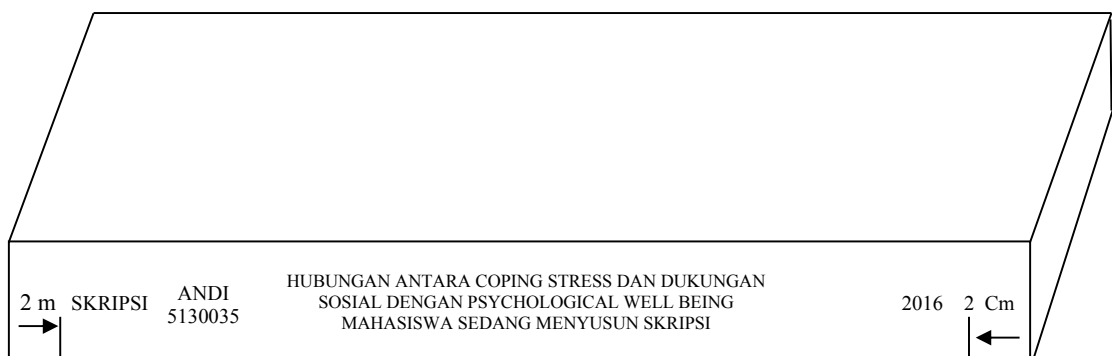 2 m SKRIPSI
ANDI
5130035
HUBUNGAN ANTARA COPING STRESS DAN DUKUNGAN
SOSIAL DENGAN PSYCHOLOGICAL WELL BEING
MAHASISWA SEDANG MENYUSUN SKRIPSI
2016 2 Cm